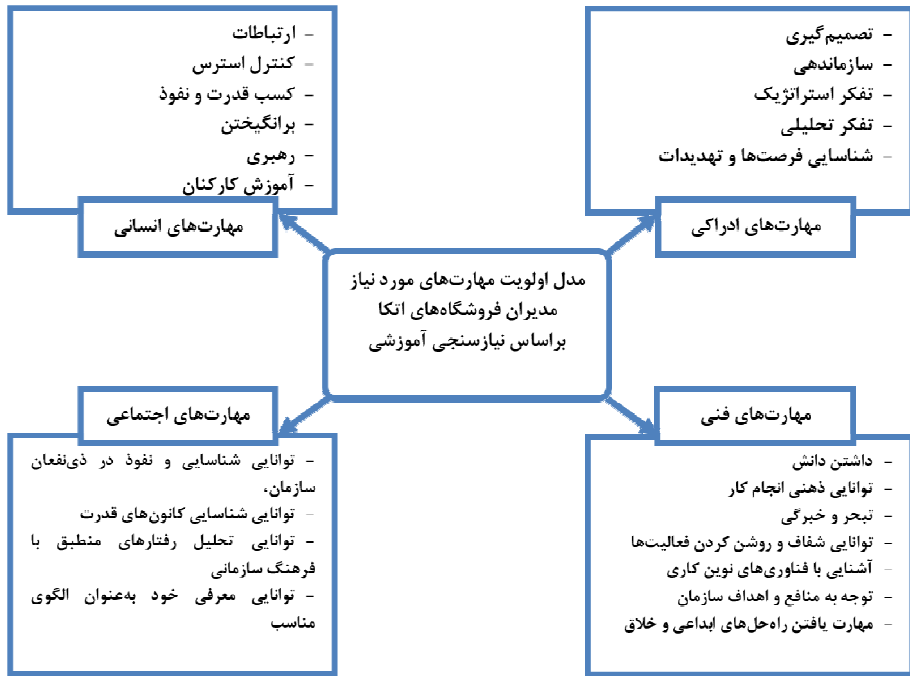 - تصمیم‌گیری
- سازماندهی
- تفکر استراتژیک
- تفکر تحلیلی
- شناسایی فرصت‌ها و تهدیدات
مهارت‌های ادراکی
- ارتباطات
- کنترل استرس
- کسب قدرت و نفوذ
- برانگیختن
- رهبری
- آموزش کارکنان
مهارت‌های انسانی
مدل اولویت مهارت‌های مورد نیاز
مدیران فروشگاه‌های اتکا
براساس نیازسنجی آموزشی
مهارت‌های فنی
- داشتن دانش
- توانایی ذهنی انجام کار
- تبحر و خبرگی
- توانایی شفاف و روشن کردن فعالیت‌ها
- آشنایی با فناوری‌های نوین کاری
- توجه به منافع و اهداف سازمان
- مهارت یافتن راه‌حل‌های ابداعی و خلاق
مهارت‌های اجتماعی
- توانایی شناسایی و نفوذ در ذی‌نفعان
سازمان،
- توانایی شناسایی کانون‌های قدرت
- توانایی تحلیل رفتارهای منطبق با
فرهنگ سازمانی
- توانایی معرفی خود به‌عنوان الگوی
مناسب